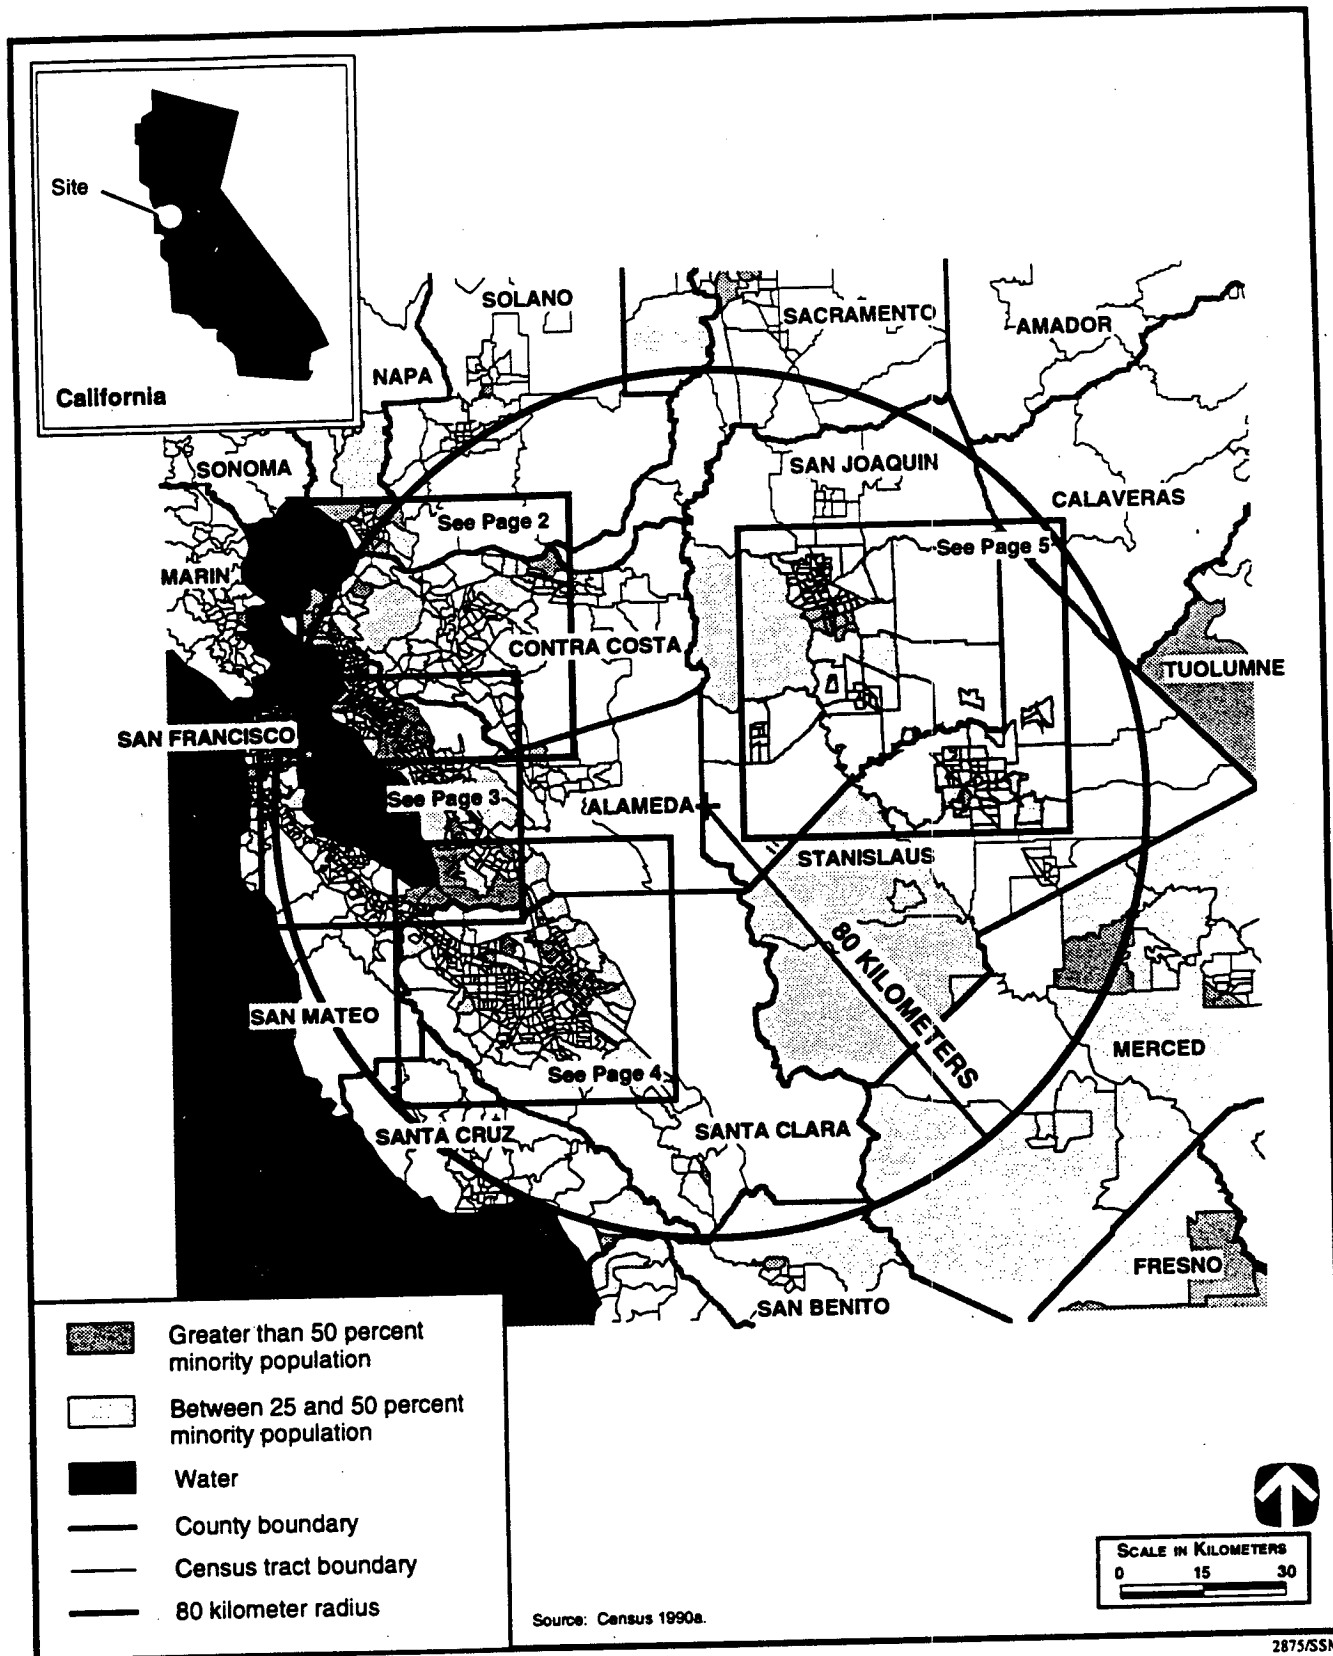 Site
California
SOLANO
SACRAMENTO
AMADOR
NAPA
SONOMA
SAN JOAQUIN
CALAVERAS
See Page 2
See Page 5
MARIN
CONTRA COSTA
TUOLUMNE
SAN FRANCISCO
See Page 3
ALAMEDA
STANISLAUS
80 KILOMETERS
SAN MATEO
MERCED
See Page 4
SANTA CRUZ
SANTA CLARA
FRESNO
SAN BENITO
Greater than 50 percent
minority population
Between 25 and 50 percent
minority population
Water
County boundary
Census tract boundary
80 kilometer radius
Source: Census 1990a.
SCALE IN KILOMETERS
0 15 30
2875/SSM